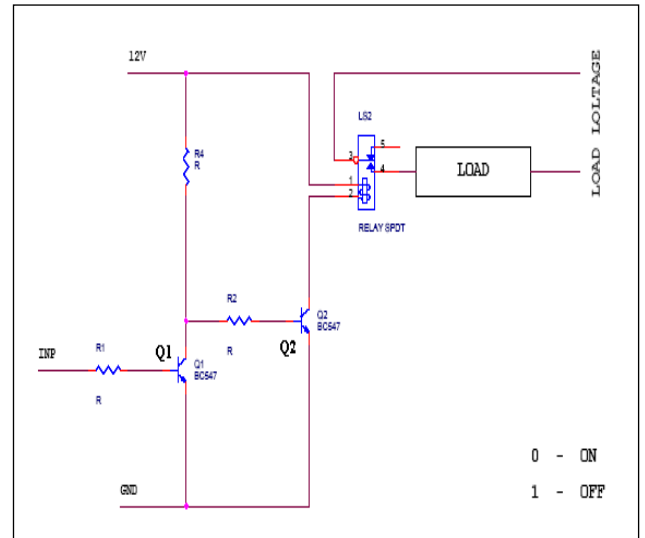 12V
LOAD LOLTAGE
LS2
5
3
R4
R
4
LOAD
1
2
RELAY SPDT
R2
Q2
BC547
INP
R1
Q1
Q1
BC547
R
Q2
R
0 - ON
GND
1 - OFF